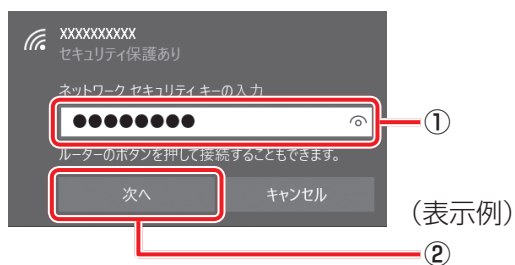 XXXXXXXXXX
セキュリティ保護あり
ネットワーク セキュリティ キーの入力
●●●●●●●●
①
ルーターのボタンを押して接続することもできます。
次へ
キャンセル
（表示例）
②